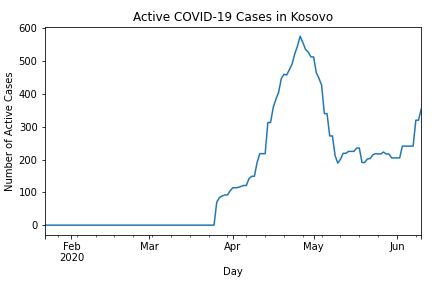 Active COVID-19 Cases in Kosovo
Number of Active Cases
600
500
400
300
200
100
0
Feb
2020
Mar
Apr
May
Jun
Day